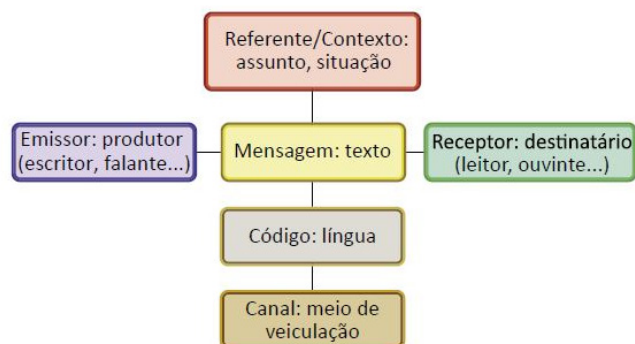 Referente/Contexto:
assunto, situação
Emissor: produtor
(escritor, falante...)
Mensagem: texto
Receptor: destinatário
(leitor, ouvinte...)
Código: língua
Canal: meio de
veiculação